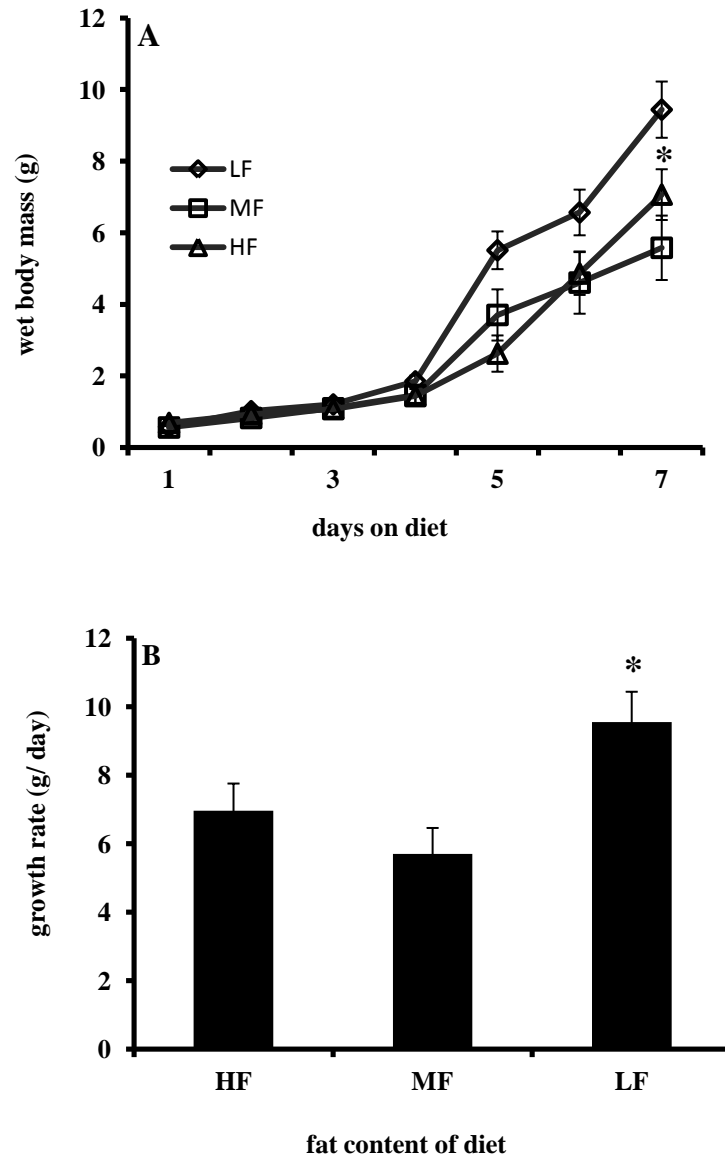 A
12
10
8
6
4
2
0
wet body mass (g)
LF
MF
HF
*
1 3 5 7
days on diet
B
12
10
8
6
4
2
0
growth rate (g/ day)
*
HF MF LF
fat content of diet